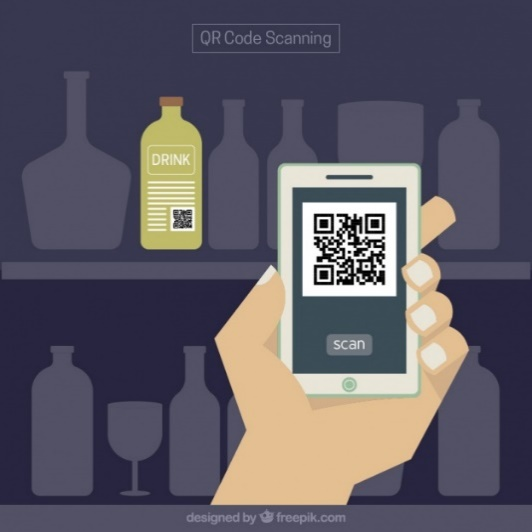 QR Code Scanning
DRINK
scan
designed by freepik.com